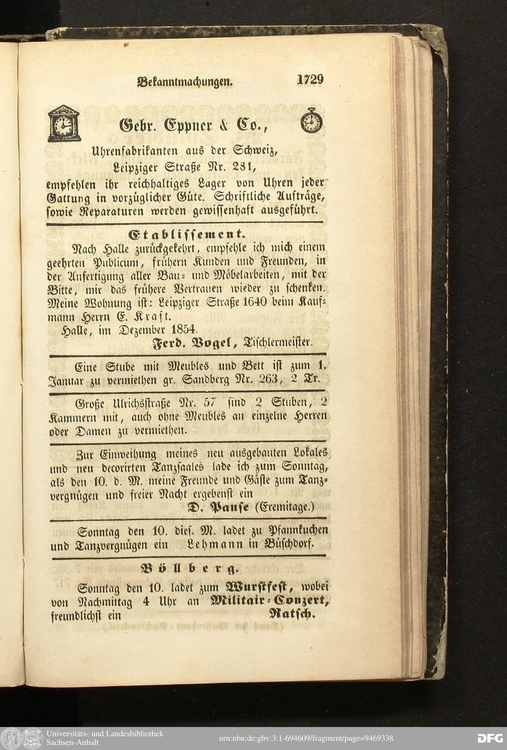 Bekanntmachungen. 1729
Gebr. Eppner & Co.,
Uhrenfabrikanten aus der Schweiz,
Leipziger Straße Nr. 281,
empfehlen ihr reichhaltiges Lager von Uhren jeder
Gattung in vorzüglicher Güte. Schriftliche Aufträge,
sowie Reparaturen werden gewissenhaft ausgeführt.
Etablissement.
Nach Halle zurückgekehrt, empfehle ich mich einem
geehrten Publicum, frühern Kunden und Freunden, in
der Anfertigung aller Bau- und Möbelarbeiten, mit der
Bitte, mir das frühere Vertrauen wieder zu schenken.
Meine Wohnung ist: Leipziger Straße 1640 beim Kauf-
mann Herrn E. Kraft.
Halle, im Dezember 1854.
Ferd. Vogel, Tischlermeister.
Eine Stube mit Meubles und Bett ist zum 1.
Januar zu vermiethen gr. Sandberg Nr. 263, 2 Tr.
Große Ulrichsstraße Nr. 57 sind 2 Stuben, 2
Kammern mit, auch ohne Meubles an einzelne Herren
oder Damen zu vermiethen.
Zur Einweihung meines neu ausgebauten Lokales
und neu decorirten Tanzsaales lade ich zum Sonntag,
als den 10. d. M. meine Freunde und Gäste zum Tanz-
vergnügen und freier Nacht ergebenst ein
D. Panse (Eremitage.)
Sonntag den 10. dies. M. ladet zu Pfannkuchen
und Tanzvergnügen ein Lehmann in Büschdorf.
Böllberg.
Sonntag den 10. ladet zum Wurstfest, wobei
von Nachmittag 4 Uhr an Militair-Conzert,
freundlichst ein Ratsch.
Universitäts- und Landesbibliothek
Sachsen-Anhalt
urn:nbn:de:gbv:3:1-694609/fragment/page=9469338
DFG